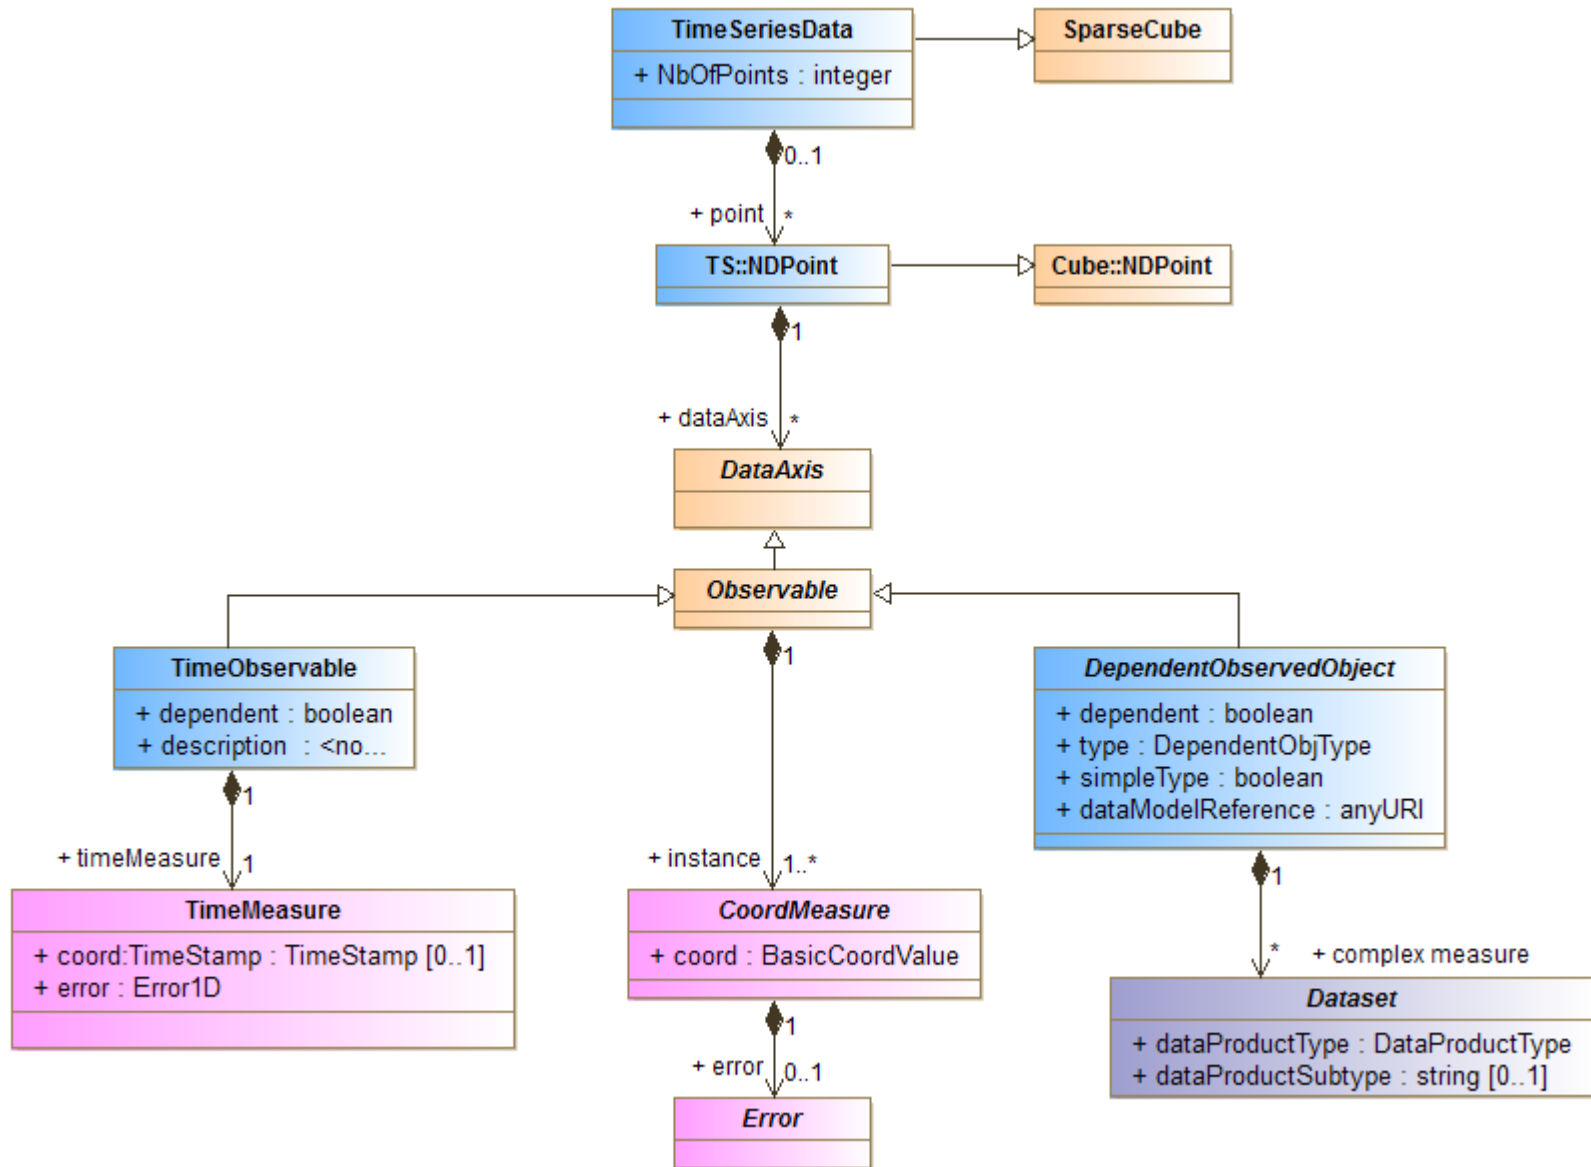 TimeSeriesData
+ NbOfPoints : integer
SparseCube
0..1
+ point
*
TS::NDPoint
Cube::NDPoint
1
+ dataAxis
*
DataAxis
Observable
1
TimeObservable
+ dependent : boolean
+ description : <no...
DependentObservedObject
+ dependent : boolean
+ type : DependentObjType
+ simpleType : boolean
+ dataModelReference : anyURI
1
+ timeMeasure
1
+ instance
1..*
1
*
+ complex measure
TimeMeasure
+ coord:TimeStamp : TimeStamp [0..1]
+ error : Error1D
CoordMeasure
+ coord : BasicCoordValue
Dataset
+ dataProductType : DataProductType
+ dataProductSubtype : string [0..1]
1
+ error
0..1
Error